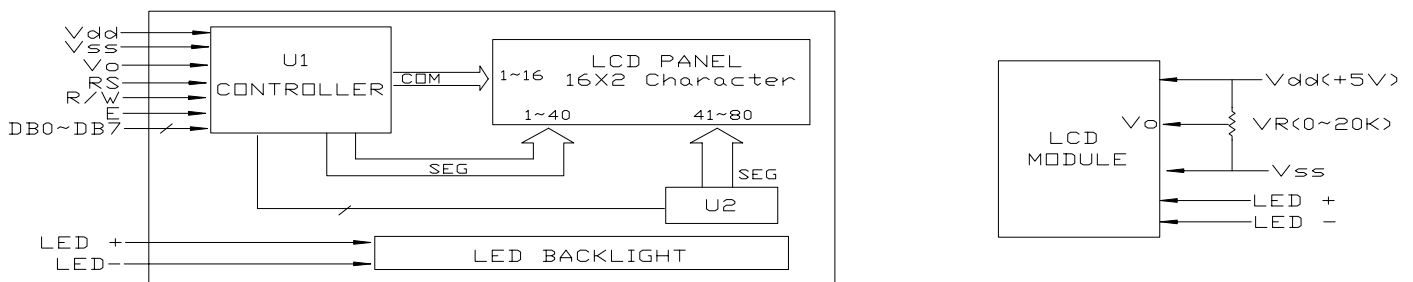 Vdd
Vss
Vo
RS
R/W
E
DB0~DB7
U1
CONTROLLER
COM
LCD PANEL
1~16 16X2 Character
1~40 41~80
SEG
SEG
U2
LED +
LED-
LED BACKLIGHT
LCD
MODULE
Vdd(+5V)
Vo
VR(0~20K)
Vss
LED +
LED -